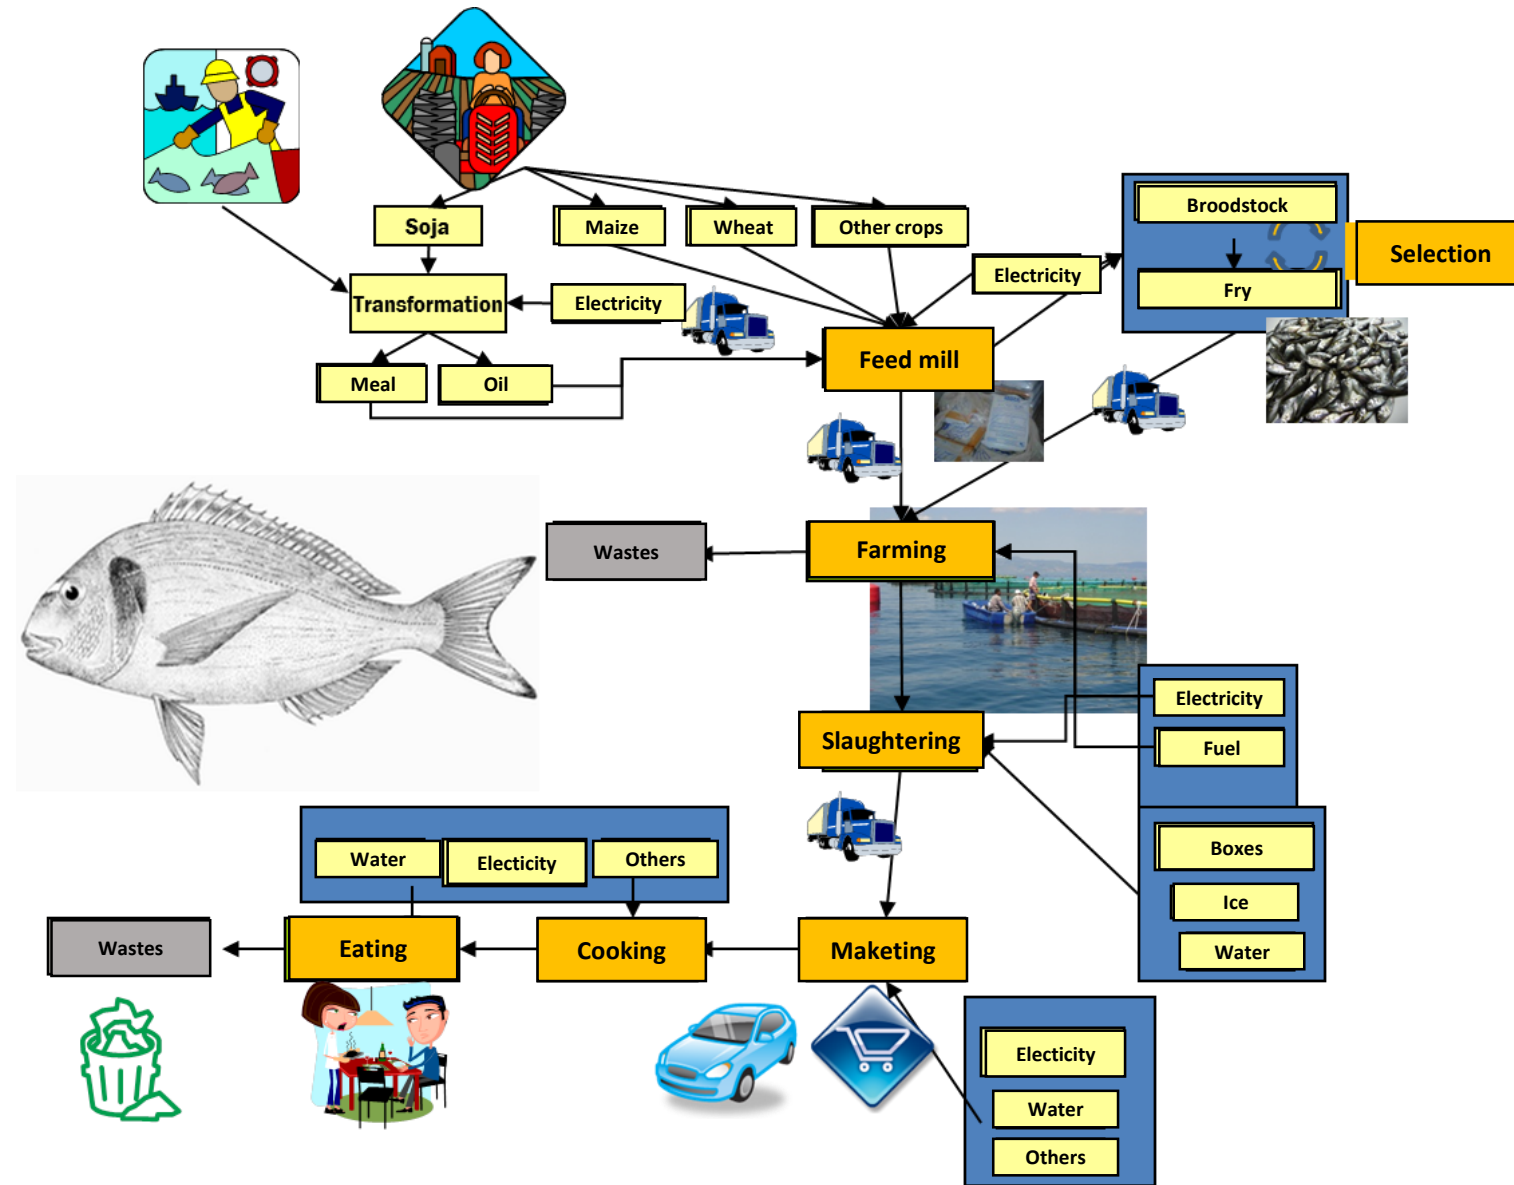 Soja
Maize
Wheat
Other crops
Broodstock
Selection
Electricity
Fry
Transformation
Electricity
Feed mill
Meal
Oil
Wastes
Farming
Electricity
Slaughtering
Fuel
Boxes
Water
Electicity
Others
Ice
Wastes
Eating
Cooking
Maketing
Water
Electicity
Water
Others